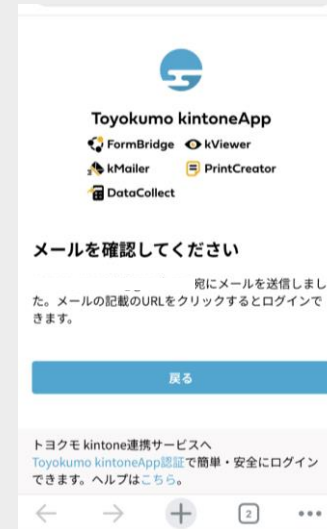 Toyokumo kintoneApp
FormBridge kViewer
kMailer PrintCreator
DataCollect
メールを確認してください
宛にメールを送信しまし
た。メールの記載のURLをクリックするとログインで
きます。
戻る
トヨクモ kintone連携サービスへ
Toyokumo kintoneApp認証で簡単・安全にログイン
できます。ヘルプはこちら。
2